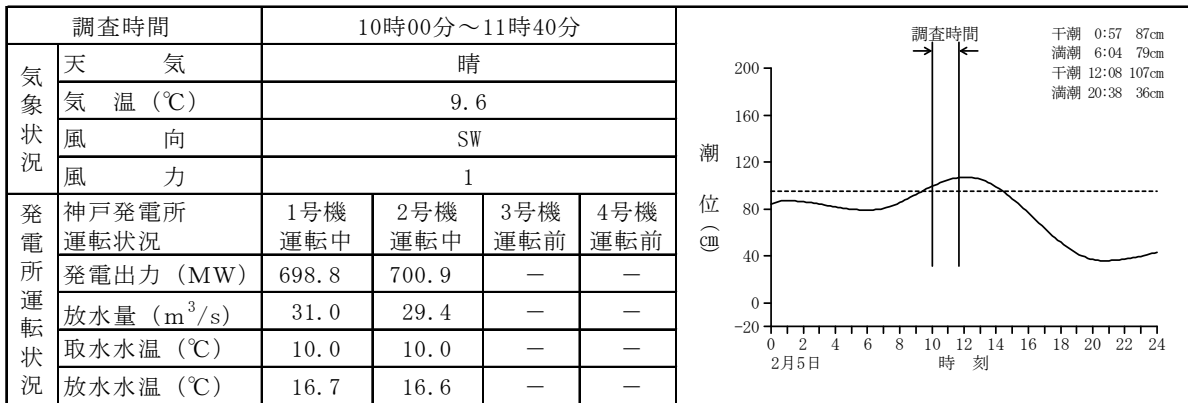 調査時間 10時00分～11時40分
気象状況
天　　気 晴
気　温（℃） 9.6
風　　向 SW
風　　力 1
発電所運転状況
神戸発電所
運転状況
1号機
運転中
2号機
運転中
3号機
運転前
4号機
運転前
発電出力（MW） 698.8 700.9 － －
放水量（m³/s） 31.0 29.4 － －
取水水温（℃） 10.0 10.0 － －
放水水温（℃） 16.7 16.6 － －
調査時間
干潮 0:57 87㎝
満潮 6:04 79㎝
干潮 12:08 107㎝
満潮 20:38 36㎝
潮位（㎝）
200
160
120
80
40
0
-20
0 2 4 6 8 10 12 14 16 18 20 22 24
2月5日
時　刻